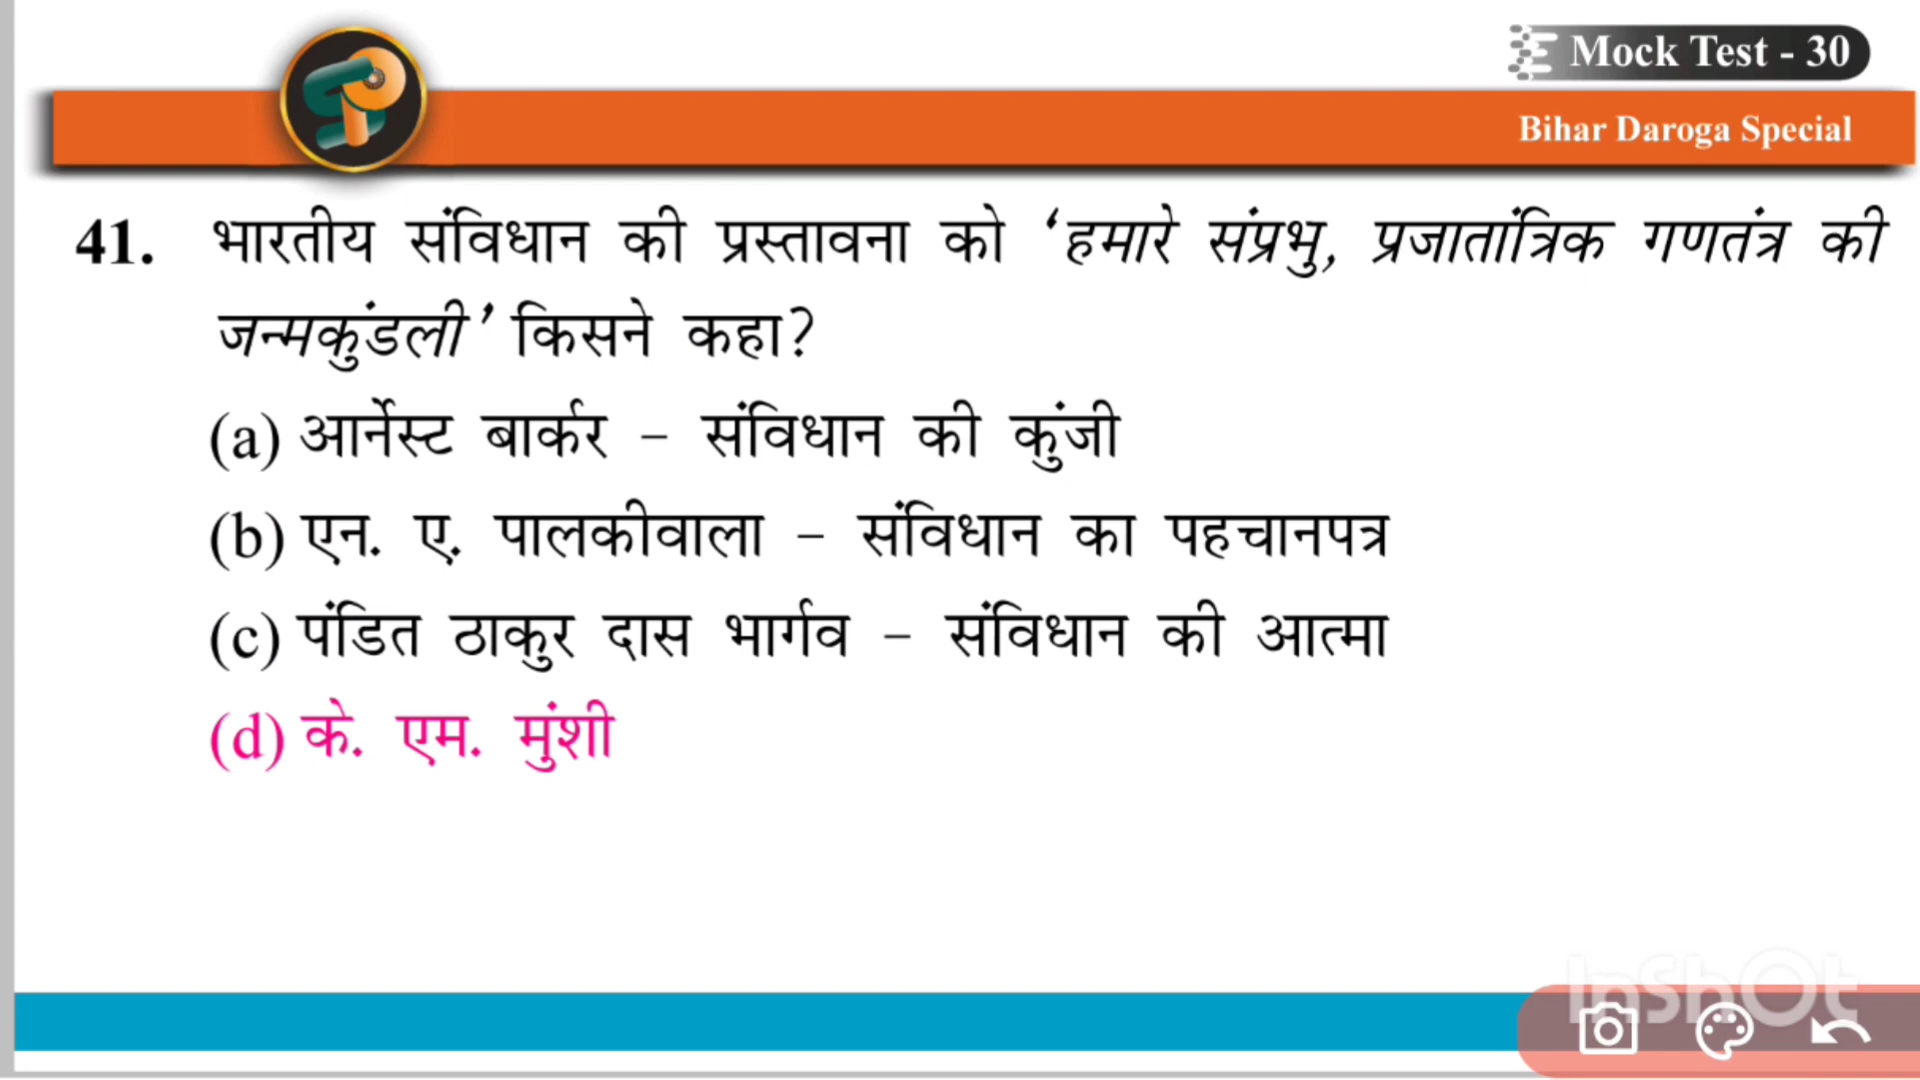 Mock Test - 30
Bihar Daroga Special
41. भारतीय संविधान की प्रस्तावना को ‘हमारे संप्रभु, प्रजातांत्रिक गणतंत्र की
जन्मकुंडली’ किसने कहा?
(a) आर्नेस्ट बार्कर – संविधान की कुंजी
(b) एन. ए. पालकीवाला – संविधान का पहचानपत्र
(c) पंडित ठाकुर दास भार्गव – संविधान की आत्मा
(d) के. एम. मुंशी
InShOt